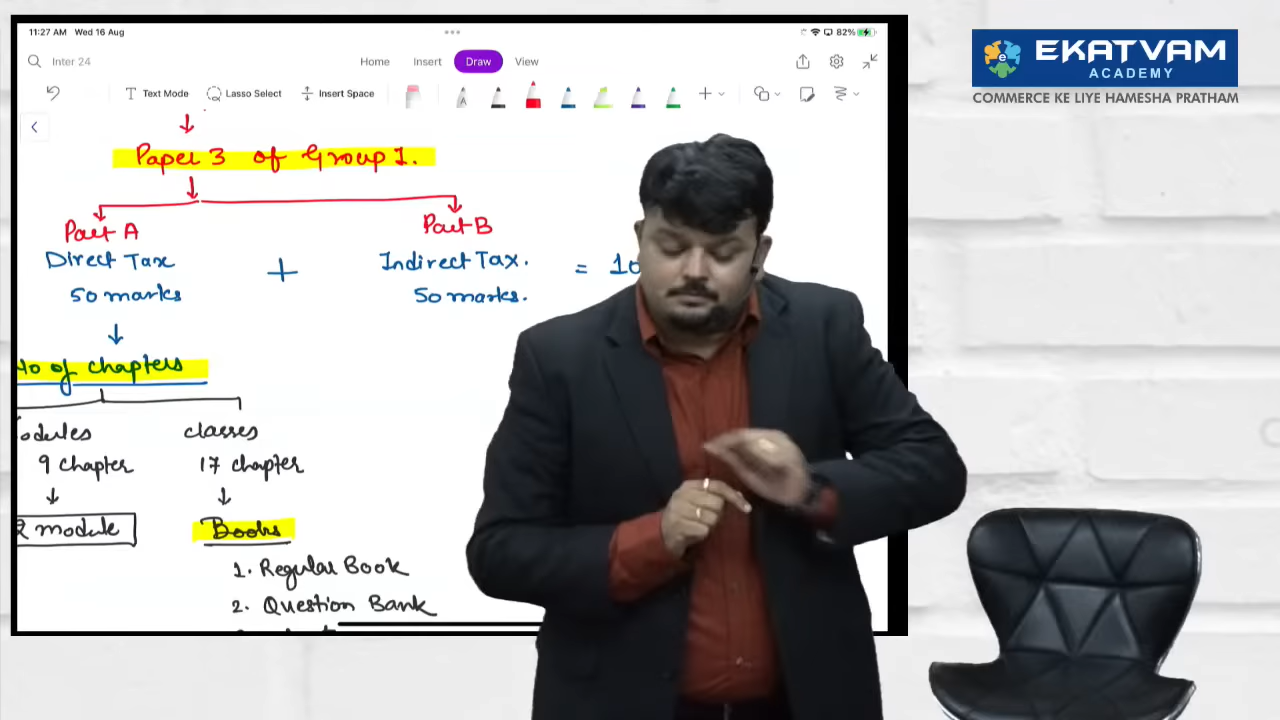 11:27 AM Wed 16 Aug
82%
Inter 24
Home Insert Draw View
Text Mode Lasso Select Insert Space
EKATVAM
ACADEMY
COMMERCE KE LIYE HAMESHA PRATHAM
Paper 3 of Group 1.
Part A
Part B
Direct Tax + Indirect Tax. = 10
50 marks
50 marks.
No of chapters
odules classes
9 chapter 17 chapter
2 module
Books
1. Regular Book
2. Question Bank